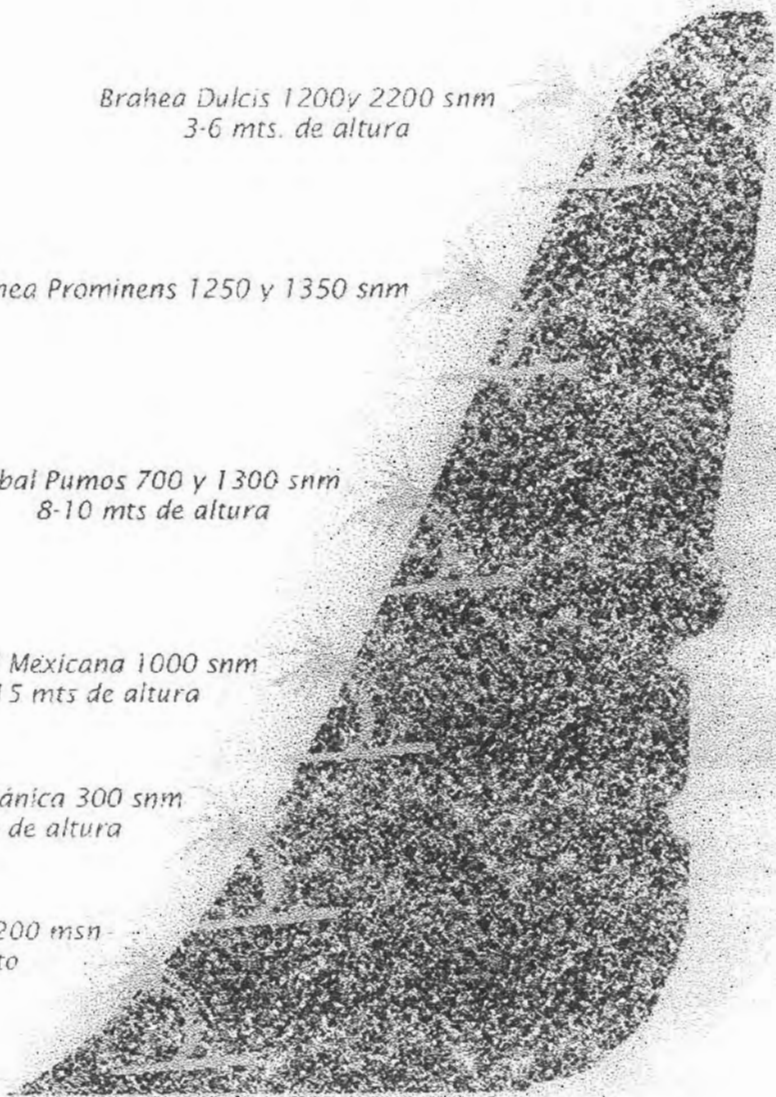 Brahea Dulcis 1200y 2200 snm
3-6 mts. de altura
nea Prominens 1250 y 1350 snm
bal Pumos 700 y 1300 snm
8-10 mts de altura
Mexicana 1000 snm
15 mts de altura
ánica 300 snm
de altura
200 msn
to